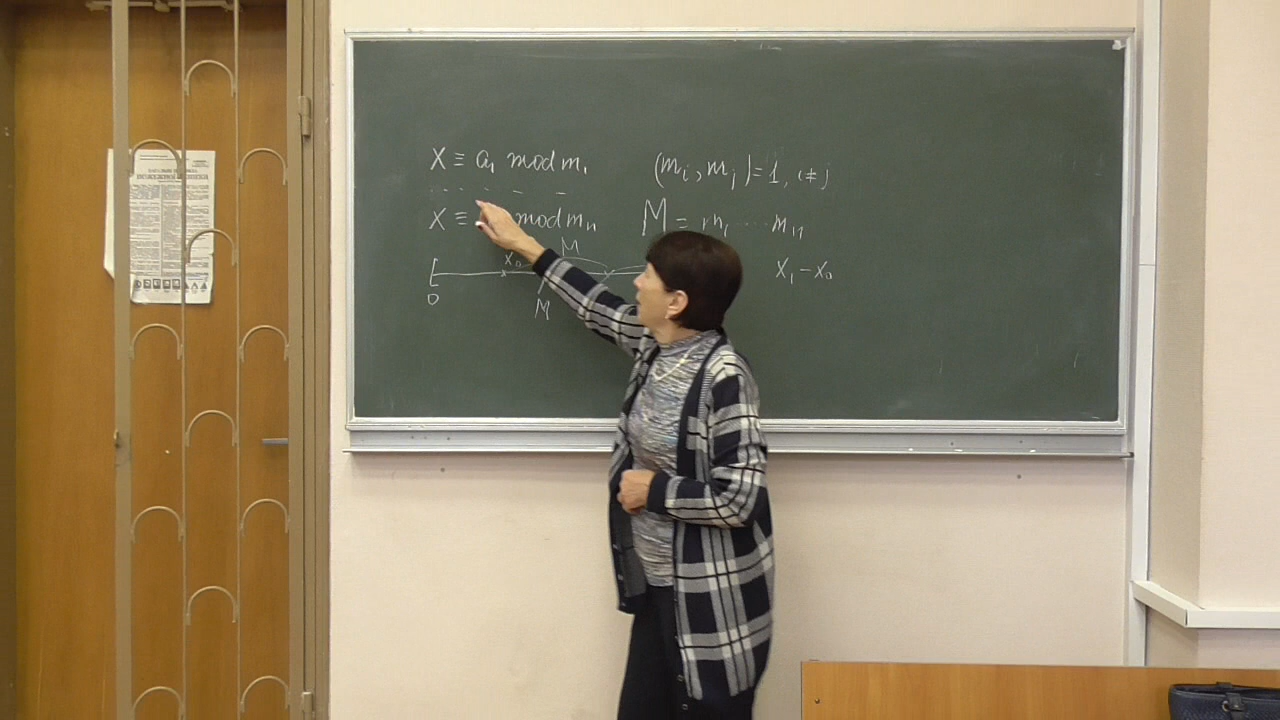 X ≡ a₁ mod m₁
(mᵢ, mⱼ) = 1, i ≠ j
. . . . - -
X ≡ mod mₙ
M = m₁ ... mₙ
X₀ M
X₁ - X₀
0
M